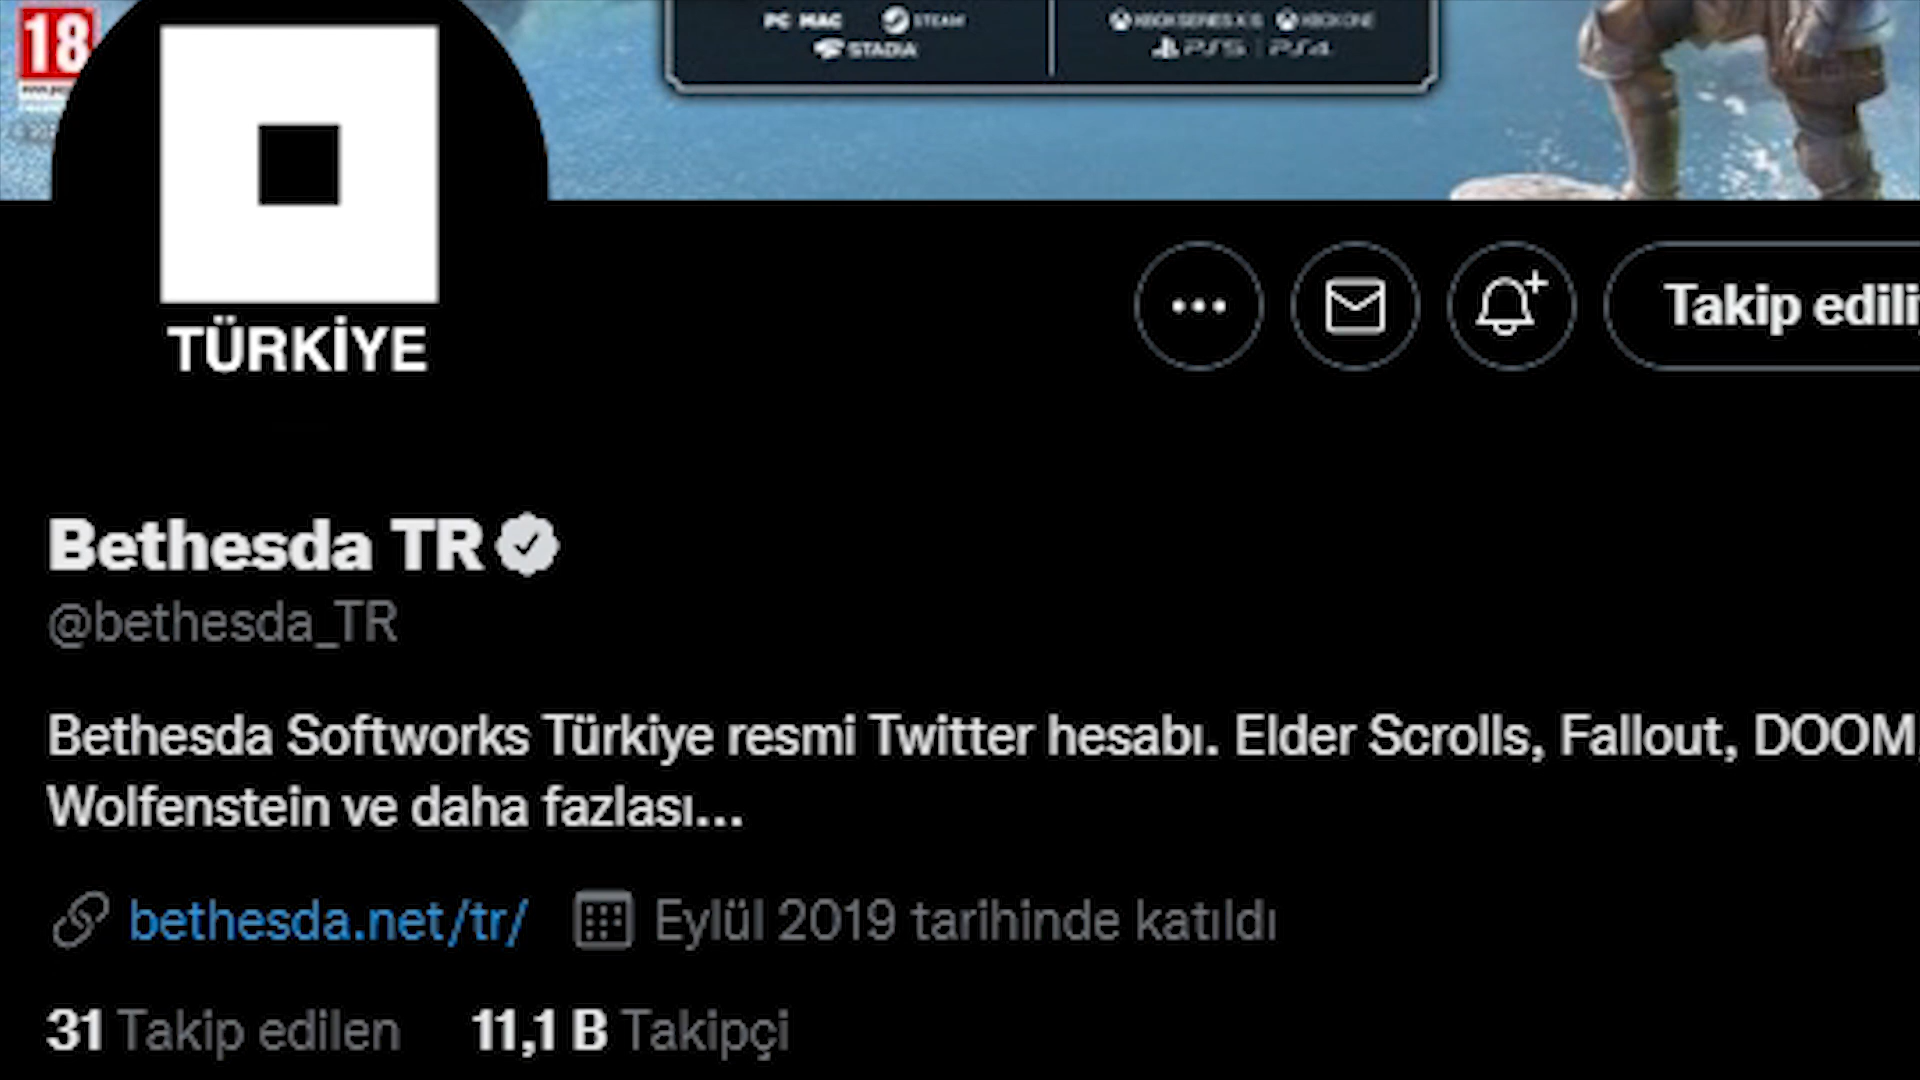 18
PC MAC STEAM
STADIA
XBOX SERIES X|S XBOX ONE
PS5 | PS4
TÜRKİYE
Takip edili
Bethesda TR
@bethesda_TR
Bethesda Softworks Türkiye resmi Twitter hesabı. Elder Scrolls, Fallout, DOOM,
Wolfenstein ve daha fazlası...
bethesda.net/tr/ Eylül 2019 tarihinde katıldı
31 Takip edilen 11,1 B Takipçi